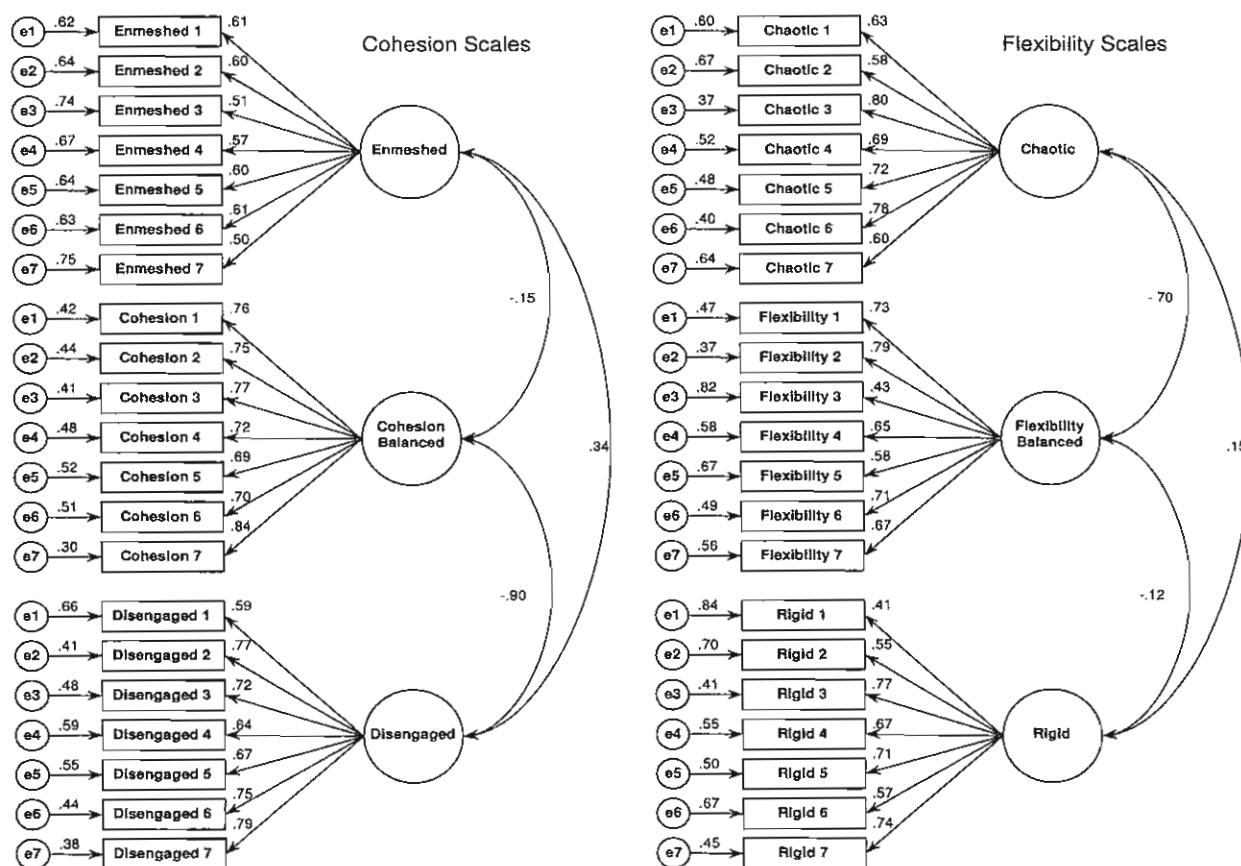 Cohesion Scales
e1 .62 Enmeshed 1 .61
e2 .64 Enmeshed 2 .60
e3 .74 Enmeshed 3 .51
e4 .67 Enmeshed 4 .57
e5 .64 Enmeshed 5 .60
e6 .63 Enmeshed 6 .61
e7 .75 Enmeshed 7 .50
Enmeshed
-.15
e1 .42 Cohesion 1 .76
e2 .44 Cohesion 2 .75
e3 .41 Cohesion 3 .77
e4 .48 Cohesion 4 .72
e5 .52 Cohesion 5 .69
e6 .51 Cohesion 6 .70
e7 .30 Cohesion 7 .84
Cohesion
Balanced
.34
-.90
e1 .66 Disengaged 1 .59
e2 .41 Disengaged 2 .77
e3 .48 Disengaged 3 .72
e4 .59 Disengaged 4 .64
e5 .55 Disengaged 5 .67
e6 .44 Disengaged 6 .75
e7 .38 Disengaged 7 .79
Disengaged
Flexibility Scales
e1 .60 Chaotic 1 .63
e2 .67 Chaotic 2 .58
e3 .37 Chaotic 3 .80
e4 .52 Chaotic 4 .69
e5 .48 Chaotic 5 .72
e6 .40 Chaotic 6 .78
e7 .64 Chaotic 7 .60
Chaotic
-.70
e1 .47 Flexibility 1 .73
e2 .37 Flexibility 2 .79
e3 .82 Flexibility 3 .43
e4 .58 Flexibility 4 .65
e5 .67 Flexibility 5 .58
e6 .49 Flexibility 6 .71
e7 .56 Flexibility 7 .67
Flexibility
Balanced
.15
-.12
e1 .84 Rigid 1 .41
e2 .70 Rigid 2 .55
e3 .41 Rigid 3 .77
e4 .55 Rigid 4 .67
e5 .50 Rigid 5 .71
e6 .67 Rigid 6 .57
e7 .45 Rigid 7 .74
Rigid